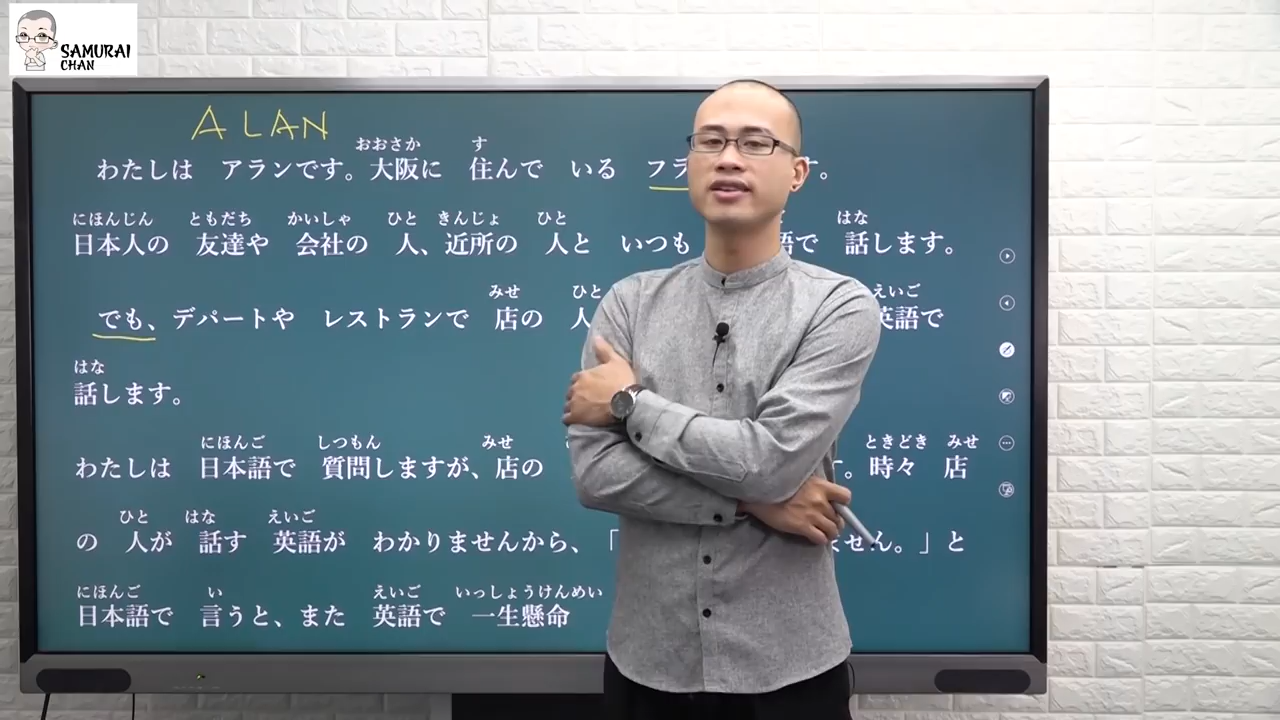 SAMURAI
CHAN
ALAN
おおさか す
わたしは アランです。大阪に 住んで いる フラ す。
にほんじん ともだち かいしゃ ひと きんじょ ひと はな
日本人の 友達や 会社の 人、近所の 人と いつも 語で 話します。
みせ ひと えいご
でも、デパートや レストランで 店の 人 英語で
はな
話します。
にほんご しつもん みせ ときどき みせ
わたしは 日本語で 質問しますが、店の 。時々 店
ひと はな えいご
の 人が 話す 英語が わかりませんから、「 ません。」と
にほんご い えいご いっしょうけんめい
日本語で 言うと、また 英語で 一生懸命